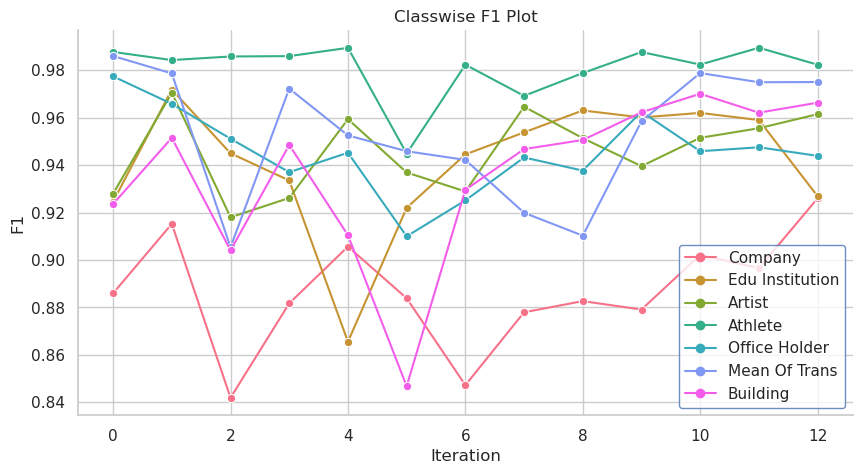 Classwise F1 Plot
F1
0.98
0.96
0.94
0.92
0.90
0.88
0.86
0.84
0
2
4
6
8
10
12
Iteration
Company
Edu Institution
Artist
Athlete
Office Holder
Mean Of Trans
Building